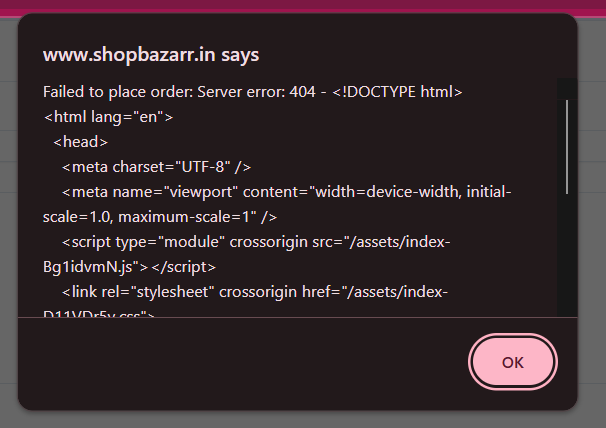 www.shopbazarr.in says
Failed to place order: Server error: 404 - <!DOCTYPE html>
<html lang="en">
<head>
<meta charset="UTF-8" />
<meta name="viewport" content="width=device-width, initial-
scale=1.0, maximum-scale=1" />
<script type="module" crossorigin src="/assets/index-
Bg1idvmN.js"></script>
<link rel="stylesheet" crossorigin href="/assets/index-
OK